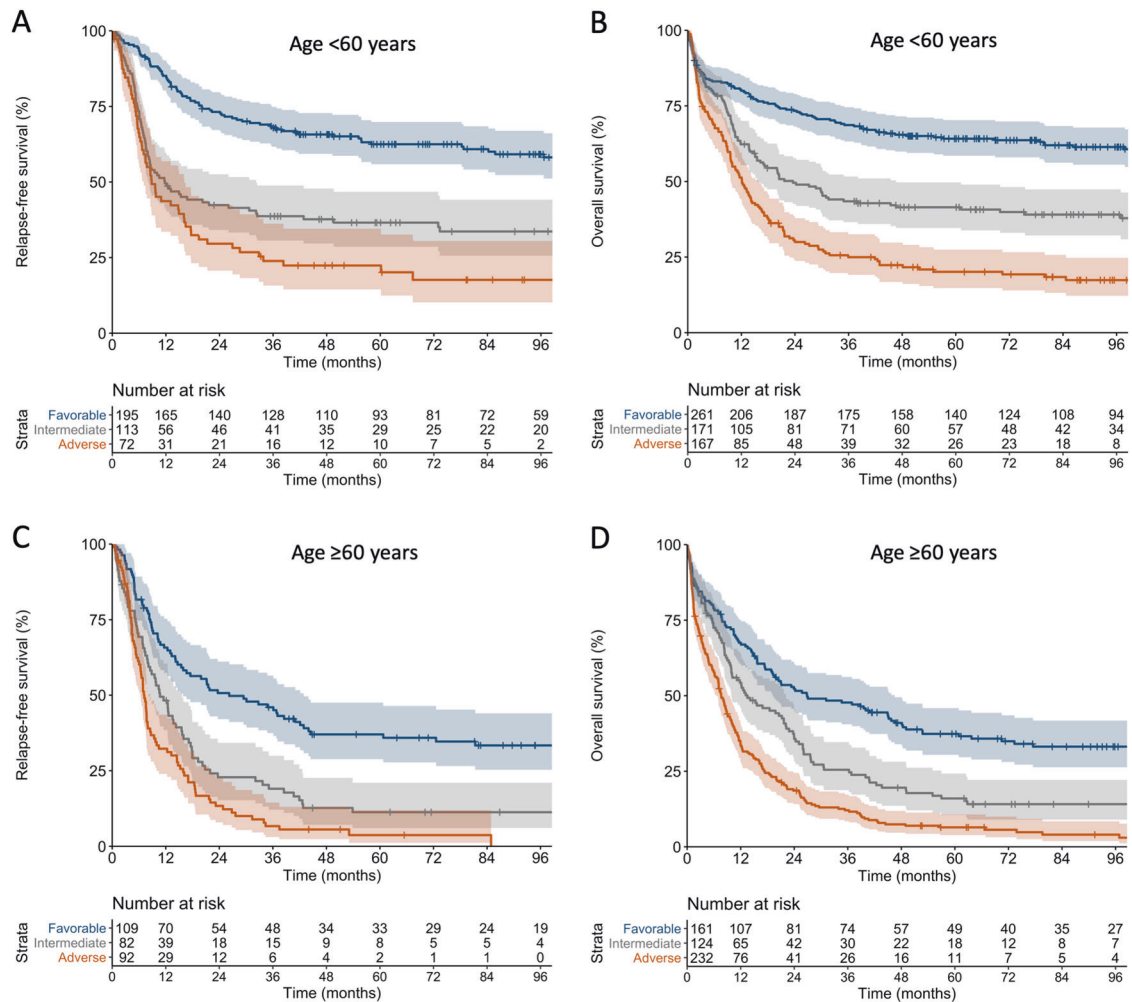 A
Age <60 years
Relapse-free survival (%)
100
75
50
25
0
0 12 24 36 48 60 72 84 96
Time (months)
Number at risk
Strata
Favorable 195 165 140 128 110 93 81 72 59
Intermediate 113 56 46 41 35 29 25 22 20
Adverse 72 31 21 16 12 10 7 5 2
0 12 24 36 48 60 72 84 96
Time (months)
B
Age <60 years
Overall survival (%)
100
75
50
25
0
0 12 24 36 48 60 72 84 96
Time (months)
Number at risk
Strata
Favorable 261 206 187 175 158 140 124 108 94
Intermediate 171 105 81 71 60 57 48 42 34
Adverse 167 85 48 39 32 26 23 18 8
0 12 24 36 48 60 72 84 96
Time (months)
C
Age ≥60 years
Relapse-free survival (%)
100
75
50
25
0
0 12 24 36 48 60 72 84 96
Time (months)
Number at risk
Strata
Favorable 109 70 54 48 34 33 29 24 19
Intermediate 82 39 18 15 9 8 5 5 4
Adverse 92 29 12 6 4 2 1 1 0
0 12 24 36 48 60 72 84 96
Time (months)
D
Age ≥60 years
Overall survival (%)
100
75
50
25
0
0 12 24 36 48 60 72 84 96
Time (months)
Number at risk
Strata
Favorable 161 107 81 74 57 49 40 35 27
Intermediate 124 65 42 30 22 18 12 8 7
Adverse 232 76 41 26 16 11 7 5 4
0 12 24 36 48 60 72 84 96
Time (months)